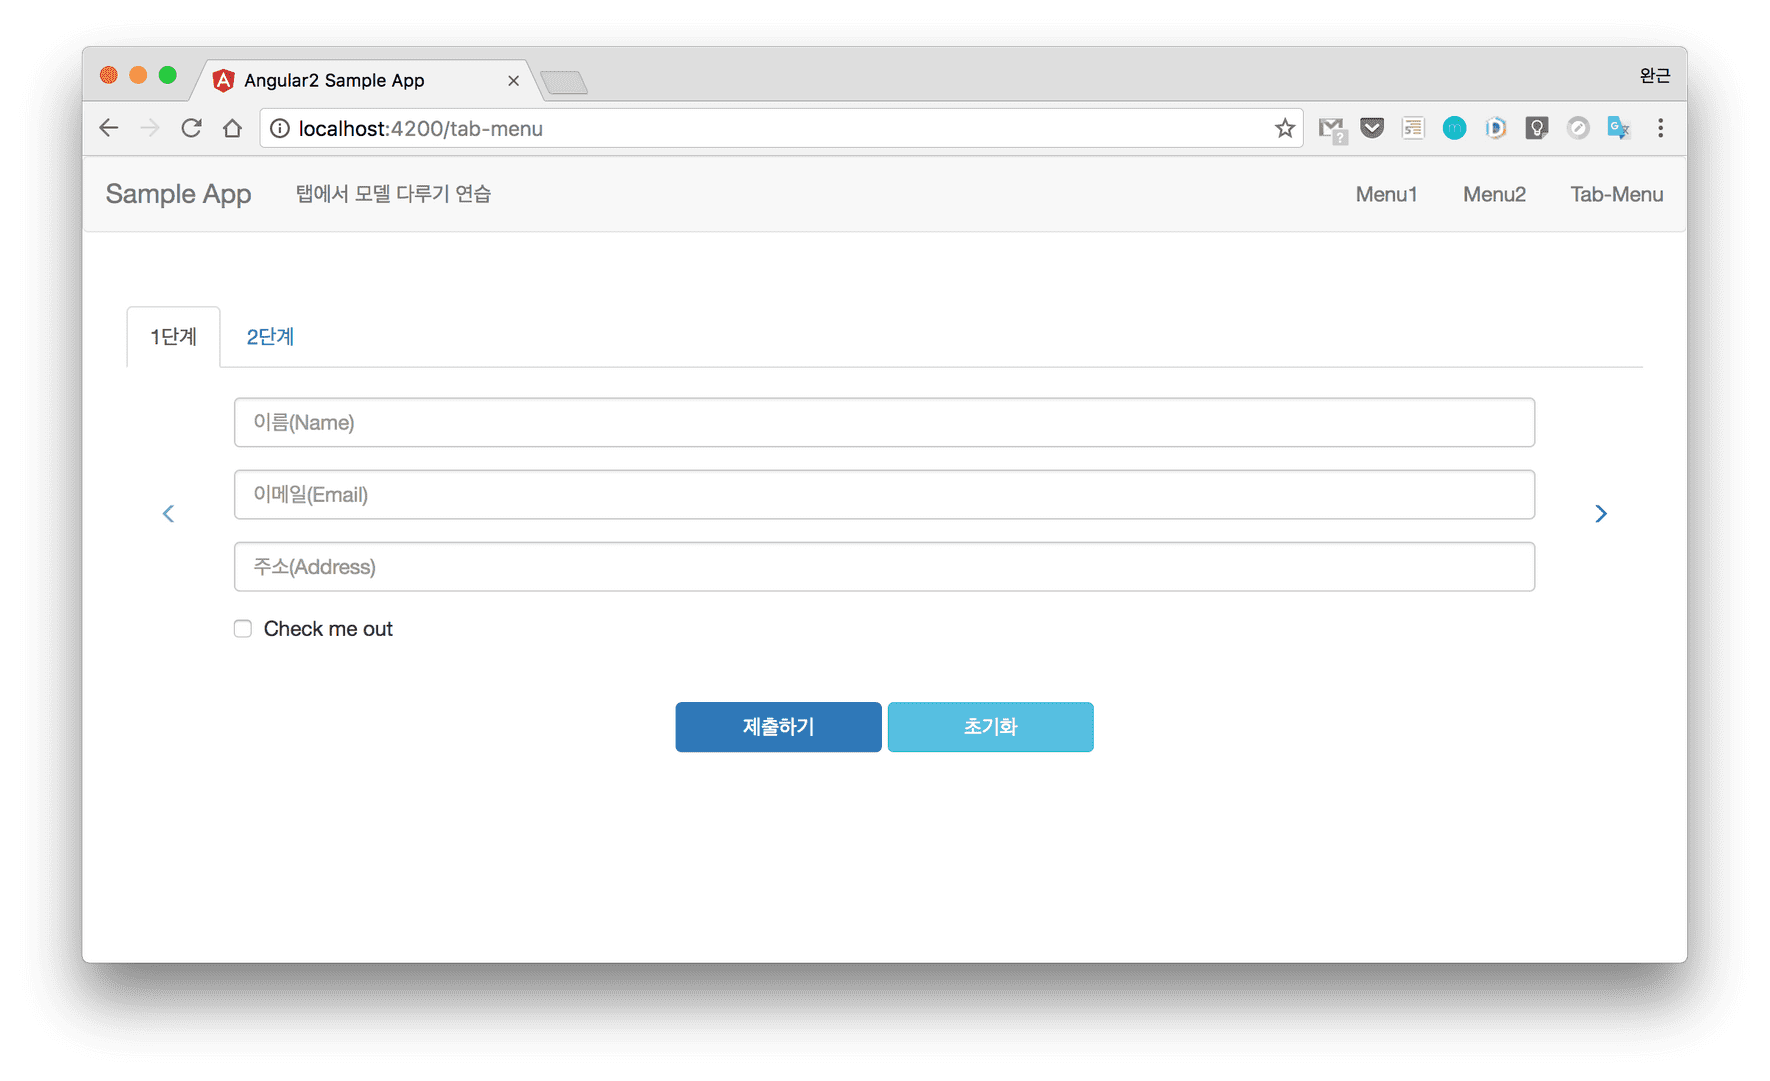 Angular2 Sample App
완근
localhost:4200/tab-menu
Sample App 탭에서 모델 다루기 연습 Menu1 Menu2 Tab-Menu
1단계 2단계
이름(Name)
이메일(Email)
주소(Address)
Check me out
제출하기 초기화